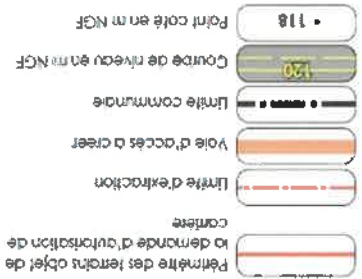 Périmètre des terrains objet de
la demande d'autorisation de
carrière
Limite d'extraction
Voie d'accès à créer
Limite communale
120 Courbe de niveau en m NGF
• 118 Point coté en m NGF